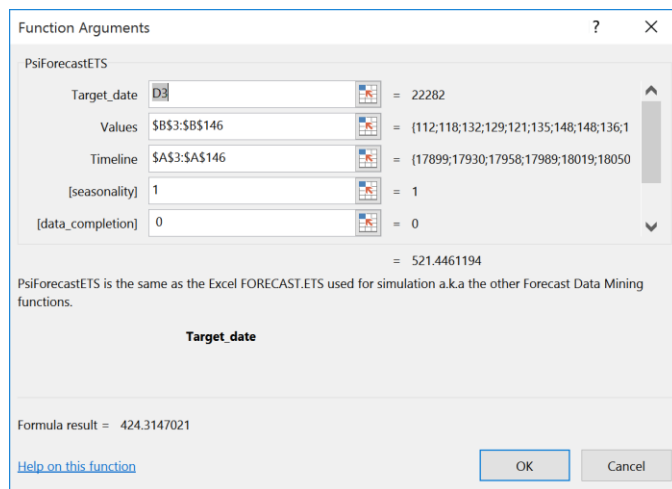 Function Arguments ? ×
PsiForecastETS
Target_date D3 = 22282
Values $B$3:$B$146 = {112;118;132;129;121;135;148;148;136;1
Timeline $A$3:$A$146 = {17899;17930;17958;17989;18019;18050
[seasonality] 1 = 1
[data_completion] 0 = 0
= 521.4461194
PsiForecastETS is the same as the Excel FORECAST.ETS used for simulation a.k.a the other Forecast Data Mining
functions.
Target_date
Formula result = 424.3147021
Help on this function OK Cancel